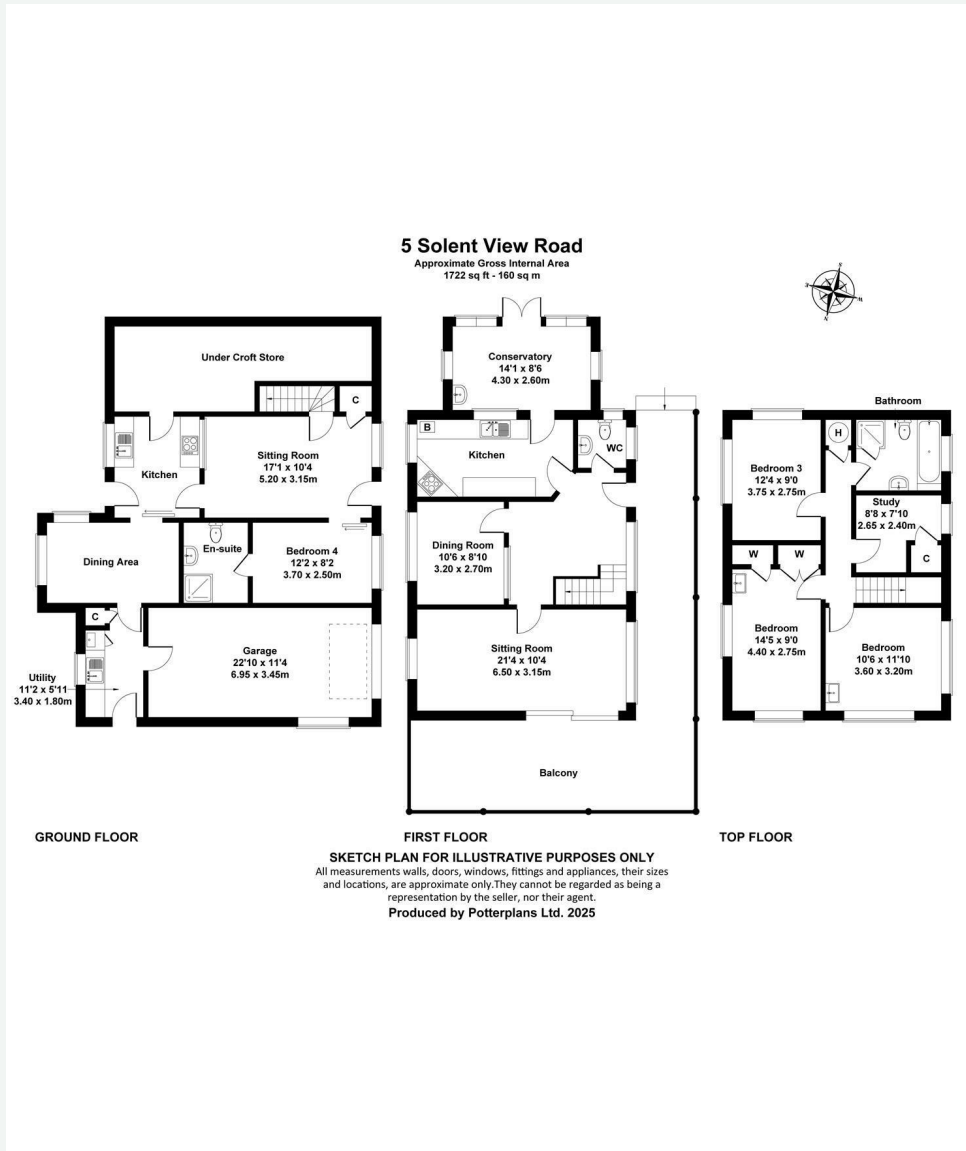 5 Solent View Road
Approximate Gross Internal Area
1722 sq ft - 160 sq m
S
W
N
Under Croft Store
C
Kitchen
Sitting Room
17'1 x 10'4
5.20 x 3.15m
Dining Area
En-suite
Bedroom 4
12'2 x 8'2
3.70 x 2.50m
C
Garage
22'10 x 11'4
6.95 x 3.45m
Utility
11'2 x 5'11
3.40 x 1.80m
GROUND FLOOR
Conservatory
14'1 x 8'6
4.30 x 2.60m
B
Kitchen
WC
Dining Room
10'6 x 8'10
3.20 x 2.70m
Sitting Room
21'4 x 10'4
6.50 x 3.15m
Balcony
FIRST FLOOR
Bathroom
H
Bedroom 3
12'4 x 9'0
3.75 x 2.75m
Study
8'8 x 7'10
2.65 x 2.40m
W
W
C
Bedroom
14'5 x 9'0
4.40 x 2.75m
Bedroom
10'6 x 11'10
3.60 x 3.20m
TOP FLOOR
SKETCH PLAN FOR ILLUSTRATIVE PURPOSES ONLY
All measurements walls, doors, windows, fittings and appliances, their sizes
and locations, are approximate only.They cannot be regarded as being a
representation by the seller, nor their agent.
Produced by Potterplans Ltd. 2025